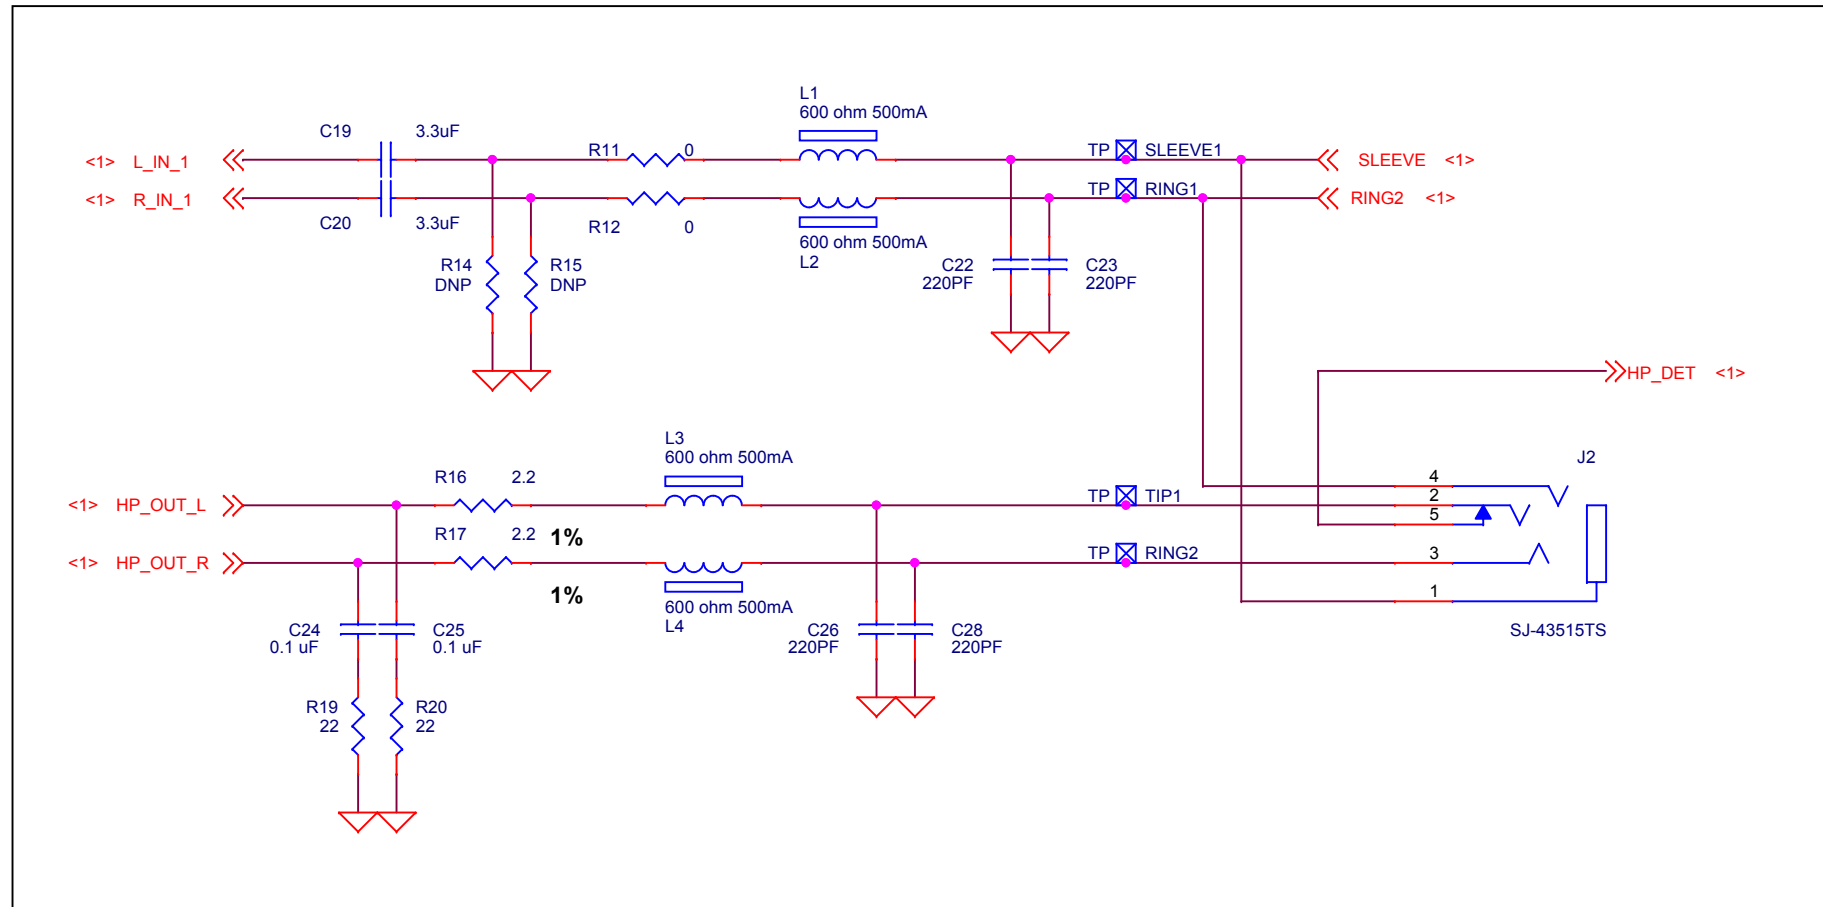 L1
600 ohm 500mA
C19 3.3uF
<1> L_IN_1 R11 0 TP SLEEVE1 SLEEVE <1>
<1> R_IN_1 TP RING1 RING2 <1>
C20 3.3uF R12 0
600 ohm 500mA
L2
R14 R15 C22 C23
DNP DNP 220PF 220PF
HP_DET <1>
L3
600 ohm 500mA J2
R16 2.2 4
<1> HP_OUT_L TP TIP1 2
5
R17 2.2 1%
<1> HP_OUT_R TP RING2 3
1% 1
600 ohm 500mA
L4
C24 C25 C26 C28 SJ-43515TS
0.1 uF 0.1 uF 220PF 220PF
R19 R20
22 22